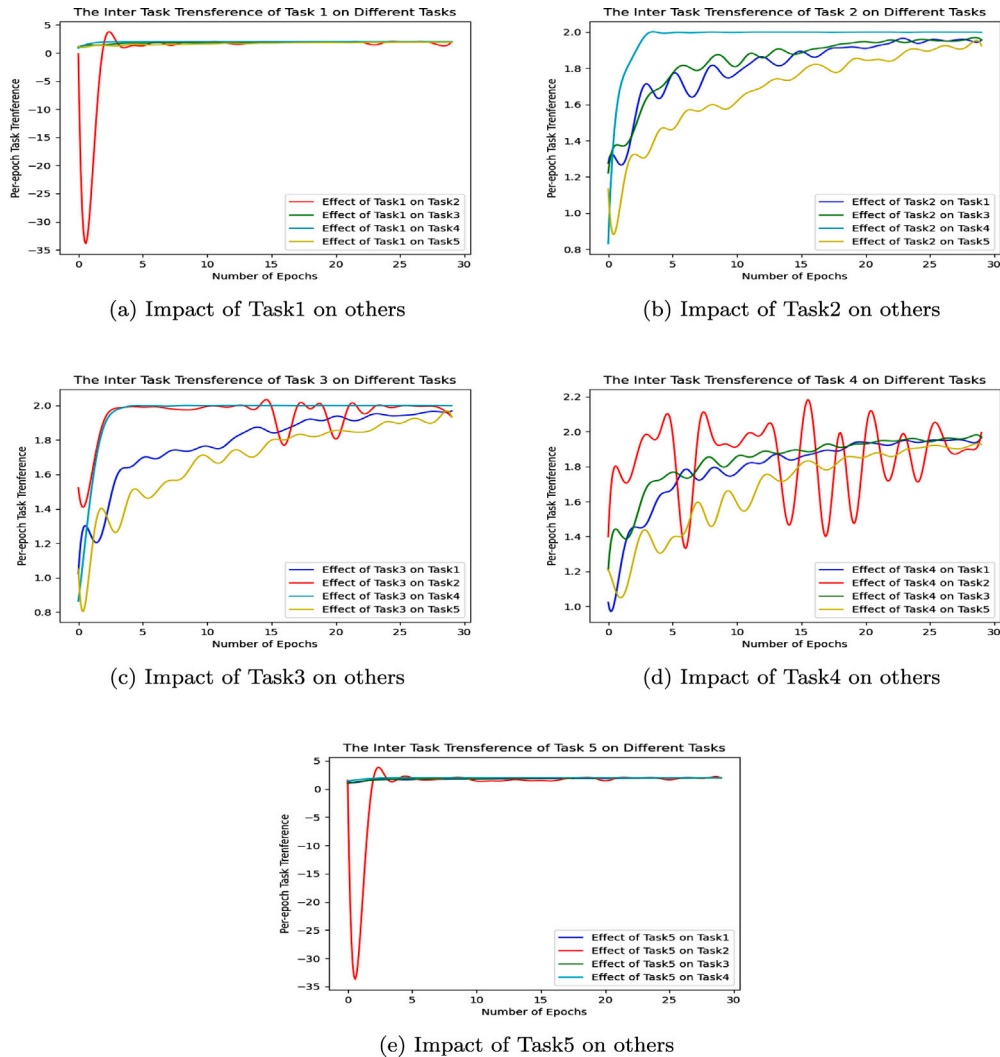 The Inter Task Trensference of Task 1 on Different Tasks
Per-epoch Task Trenference
5
0
−5
−10
−15
−20
−25
−30
−35
Effect of Task1 on Task2
Effect of Task1 on Task3
Effect of Task1 on Task4
Effect of Task1 on Task5
0 5 10 15 20 25 30
Number of Epochs
(a) Impact of Task1 on others
The Inter Task Trensference of Task 2 on Different Tasks
Per-epoch Task Trenference
2.0
1.8
1.6
1.4
1.2
1.0
0.8
Effect of Task2 on Task1
Effect of Task2 on Task3
Effect of Task2 on Task4
Effect of Task2 on Task5
0 5 10 15 20 25 30
Number of Epochs
(b) Impact of Task2 on others
The Inter Task Trensference of Task 3 on Different Tasks
Per-epoch Task Trenference
2.0
1.8
1.6
1.4
1.2
1.0
0.8
Effect of Task3 on Task1
Effect of Task3 on Task2
Effect of Task3 on Task4
Effect of Task3 on Task5
0 5 10 15 20 25 30
Number of Epochs
(c) Impact of Task3 on others
The Inter Task Trensference of Task 4 on Different Tasks
Per-epoch Task Trenference
2.2
2.0
1.8
1.6
1.4
1.2
1.0
Effect of Task4 on Task1
Effect of Task4 on Task2
Effect of Task4 on Task3
Effect of Task4 on Task5
0 5 10 15 20 25 30
Number of Epochs
(d) Impact of Task4 on others
The Inter Task Trensference of Task 5 on Different Tasks
Per-epoch Task Trenference
5
0
−5
−10
−15
−20
−25
−30
−35
Effect of Task5 on Task1
Effect of Task5 on Task2
Effect of Task5 on Task3
Effect of Task5 on Task4
0 5 10 15 20 25 30
Number of Epochs
(e) Impact of Task5 on others